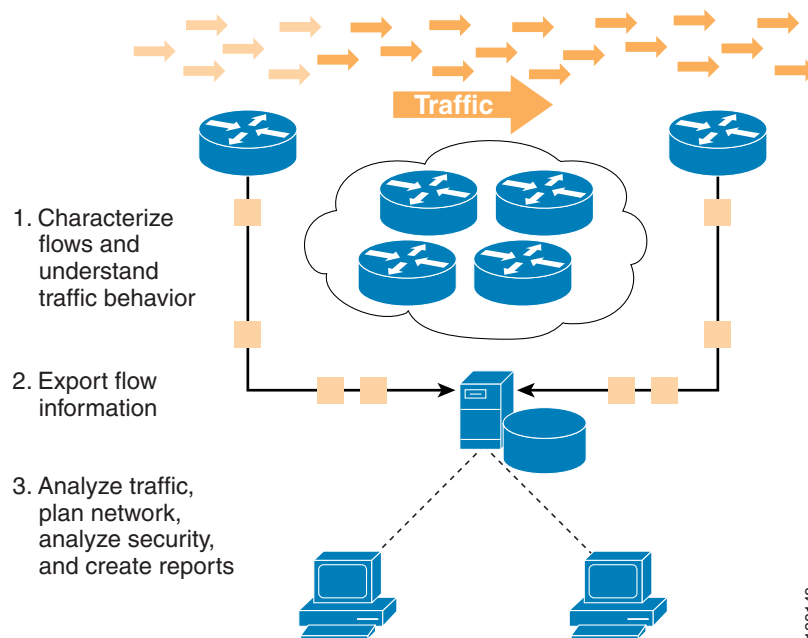 Traffic
1. Characterize
flows and
understand
traffic behavior
2. Export flow
information
3. Analyze traffic,
plan network,
analyze security,
and create reports